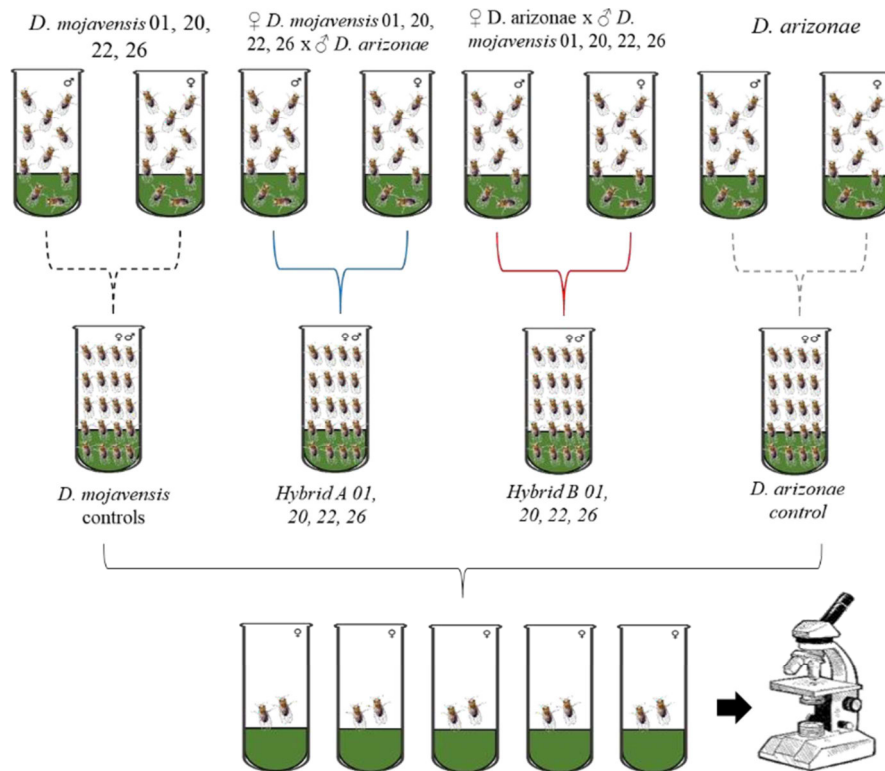 D. mojavensis 01, 20,
22, 26
♀ D. mojavensis 01, 20,
22, 26 x ♂ D. arizonae
♀ D. arizonae x ♂ D.
mojavensis 01, 20, 22, 26
D. arizonae
♂
♀
♂
♀
♂
♀
♂
♀
♀♂
♀♂
♀♂
♀♂
D. mojavensis
controls
Hybrid A 01,
20, 22, 26
Hybrid B 01,
20, 22, 26
D. arizonae
control
♀
♀
♀
♀
♀